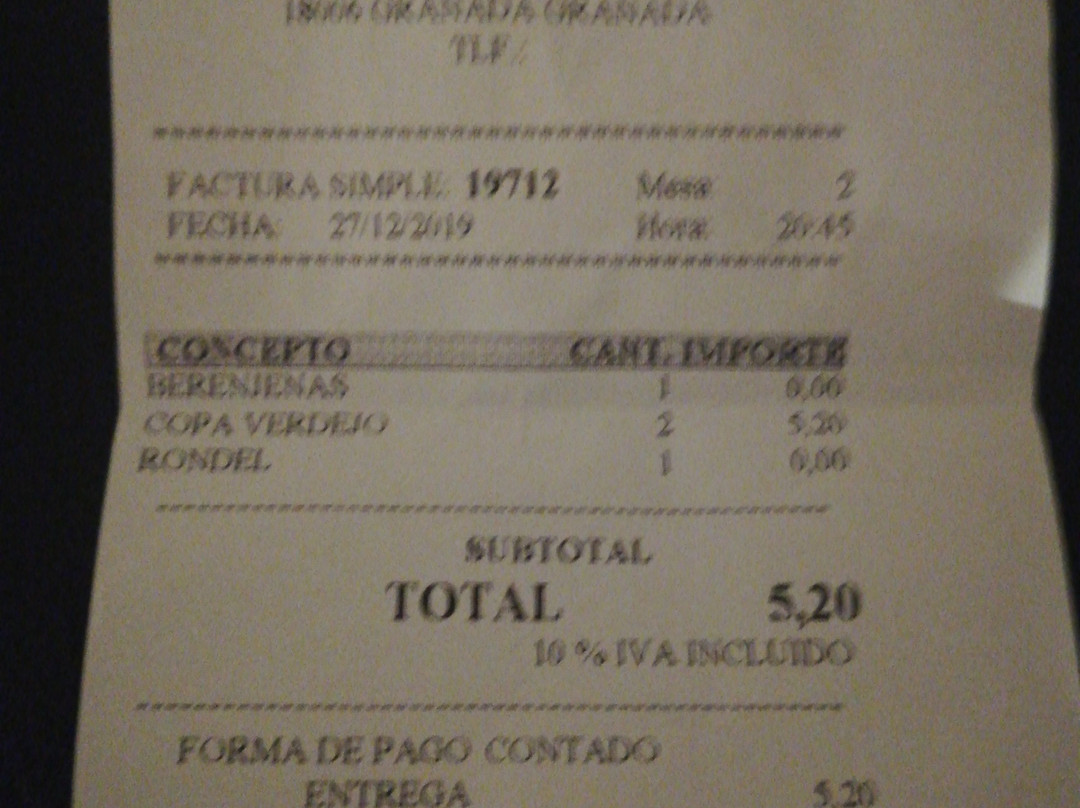 18006 GRANADA GRANADA
TLF.:
FACTURA SIMPLE: 19712 Mesa: 2
FECHA: 27/12/2019 Hora: 20:45
CONCEPTO CANT. IMPORTE
BERENJENAS 1 0,00
COPA VERDEJO 2 5,20
RONDEL 1 0,00
SUBTOTAL
TOTAL 5,20
10 % IVA INCLUIDO
FORMA DE PAGO CONTADO
ENTREGA 5,20